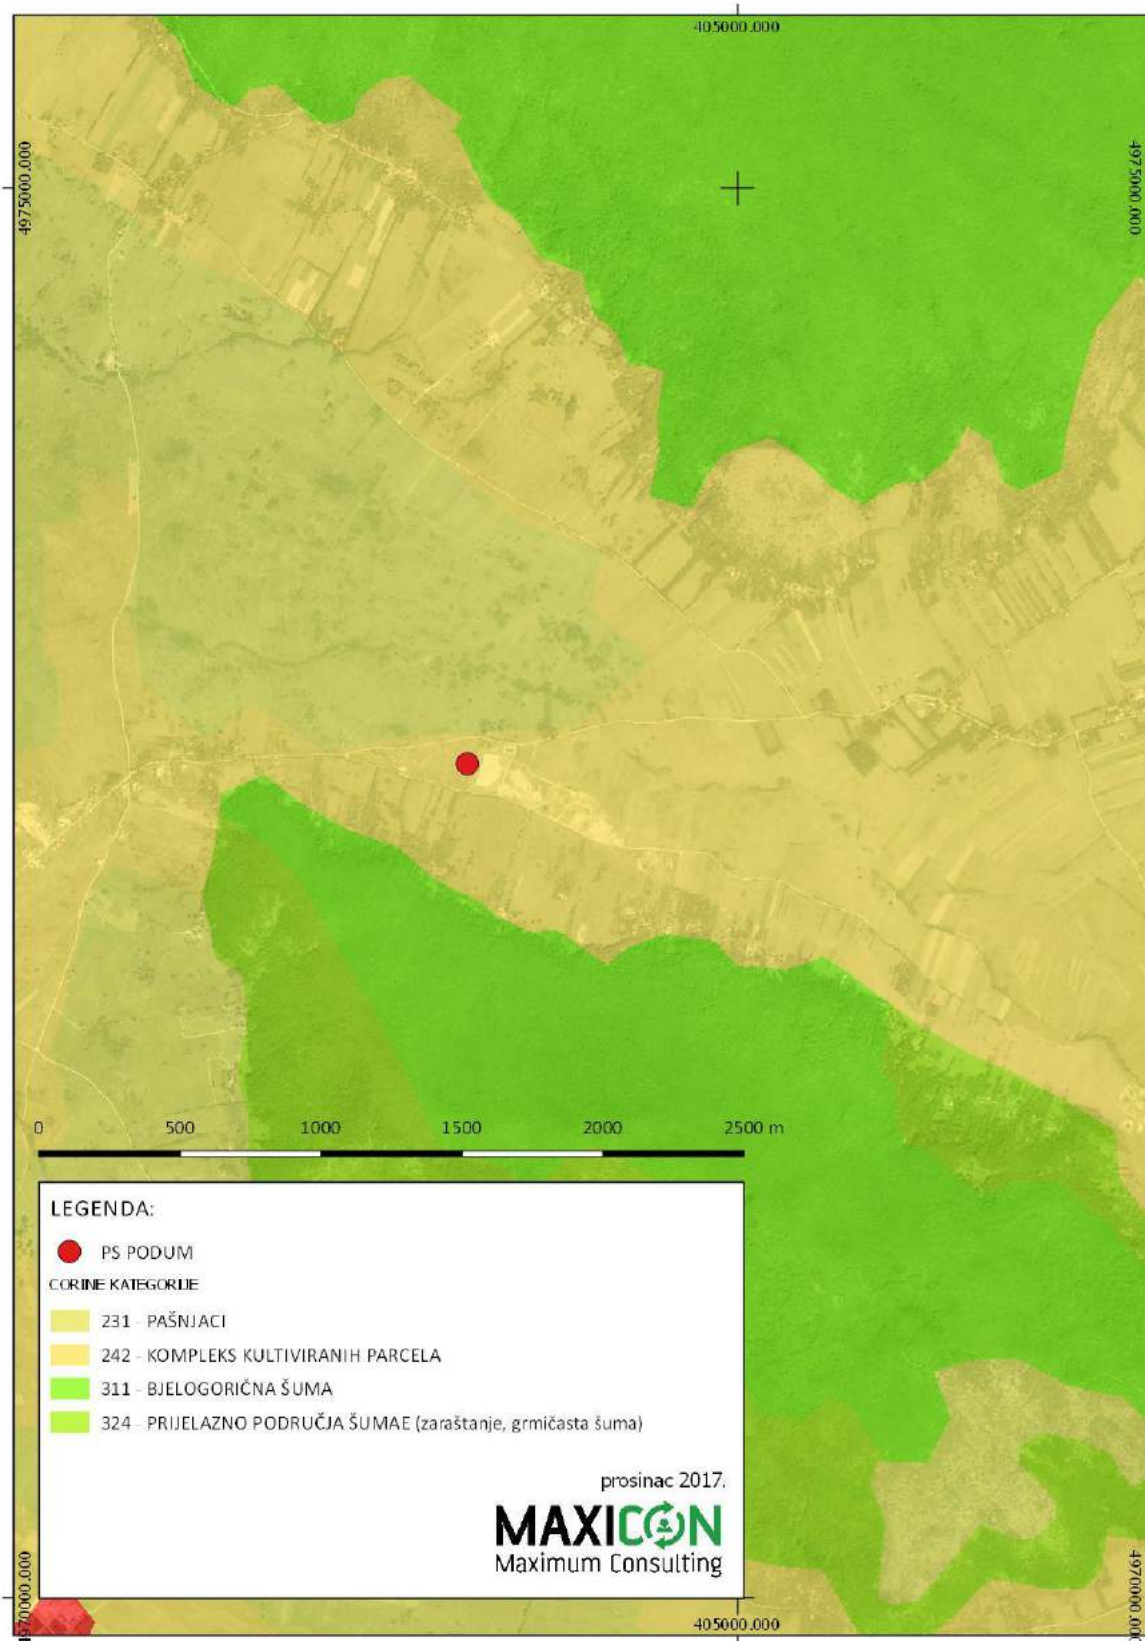 405000.000
4975000.000
4975000.000
0 500 1000 1500 2000 2500 m
LEGENDA:
PS PODUM
CORINE KATEGORIJE
231 - PAŠNJACI
242 - KOMPLEKS KULTIVIRANIH PARCELA
311 - BJELOGORIČNA ŠUMA
324 - PRIJELAZNO PODRUČJA ŠUMAE (zaraštanje, grmičasta šuma)
prosinac 2017.
MAXICON
Maximum Consulting
4970000.000
4970000.000
405000.000